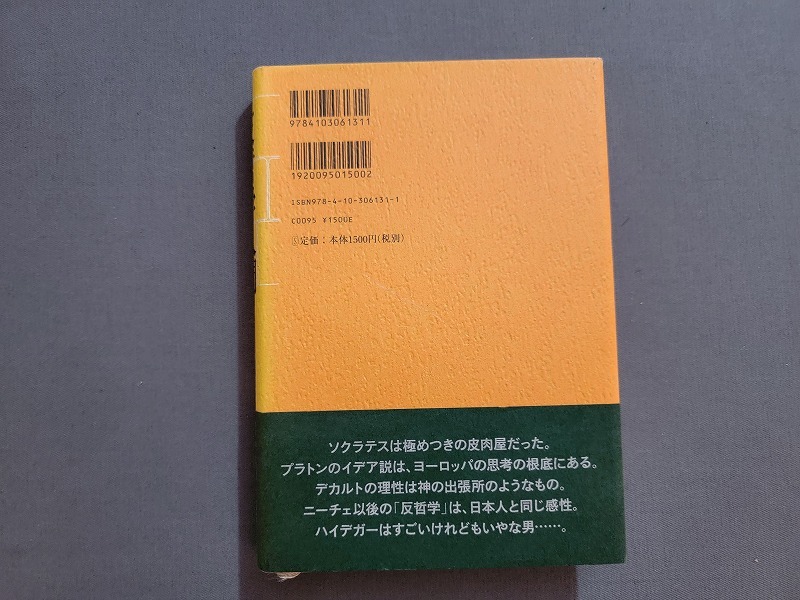 9784103061311
1920095015002
ISBN978-4-10-306131-1
C0095 ¥1500E
Ⓢ定価：本体1500円(税別)
ソクラテスは極めつきの皮肉屋だった。
プラトンのイデア説は、ヨーロッパの思考の根底にある。
デカルトの理性は神の出張所のようなもの。
ニーチェ以後の「反哲学」は、日本人と同じ感性。
ハイデガーはすごいけれどもいやな男……。